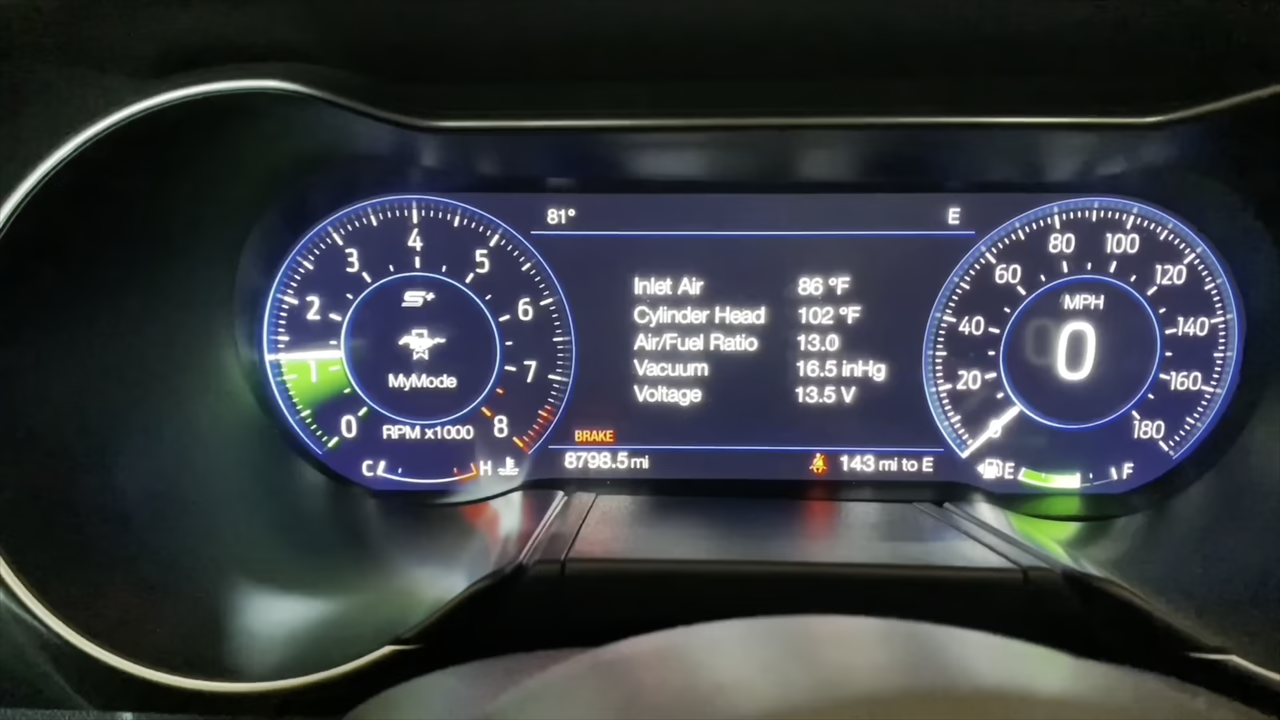 81°
E
4
3
5
2
6
1
7
0
8
S+
MyMode
RPM x1000
C
H
Inlet Air 86 °F
Cylinder Head 102 °F
Air/Fuel Ratio 13.0
Vacuum 16.5 inHg
Voltage 13.5 V
BRAKE
8798.5 mi
143 mi to E
80
100
60
120
40
140
20
160
0
180
MPH
0
E
F